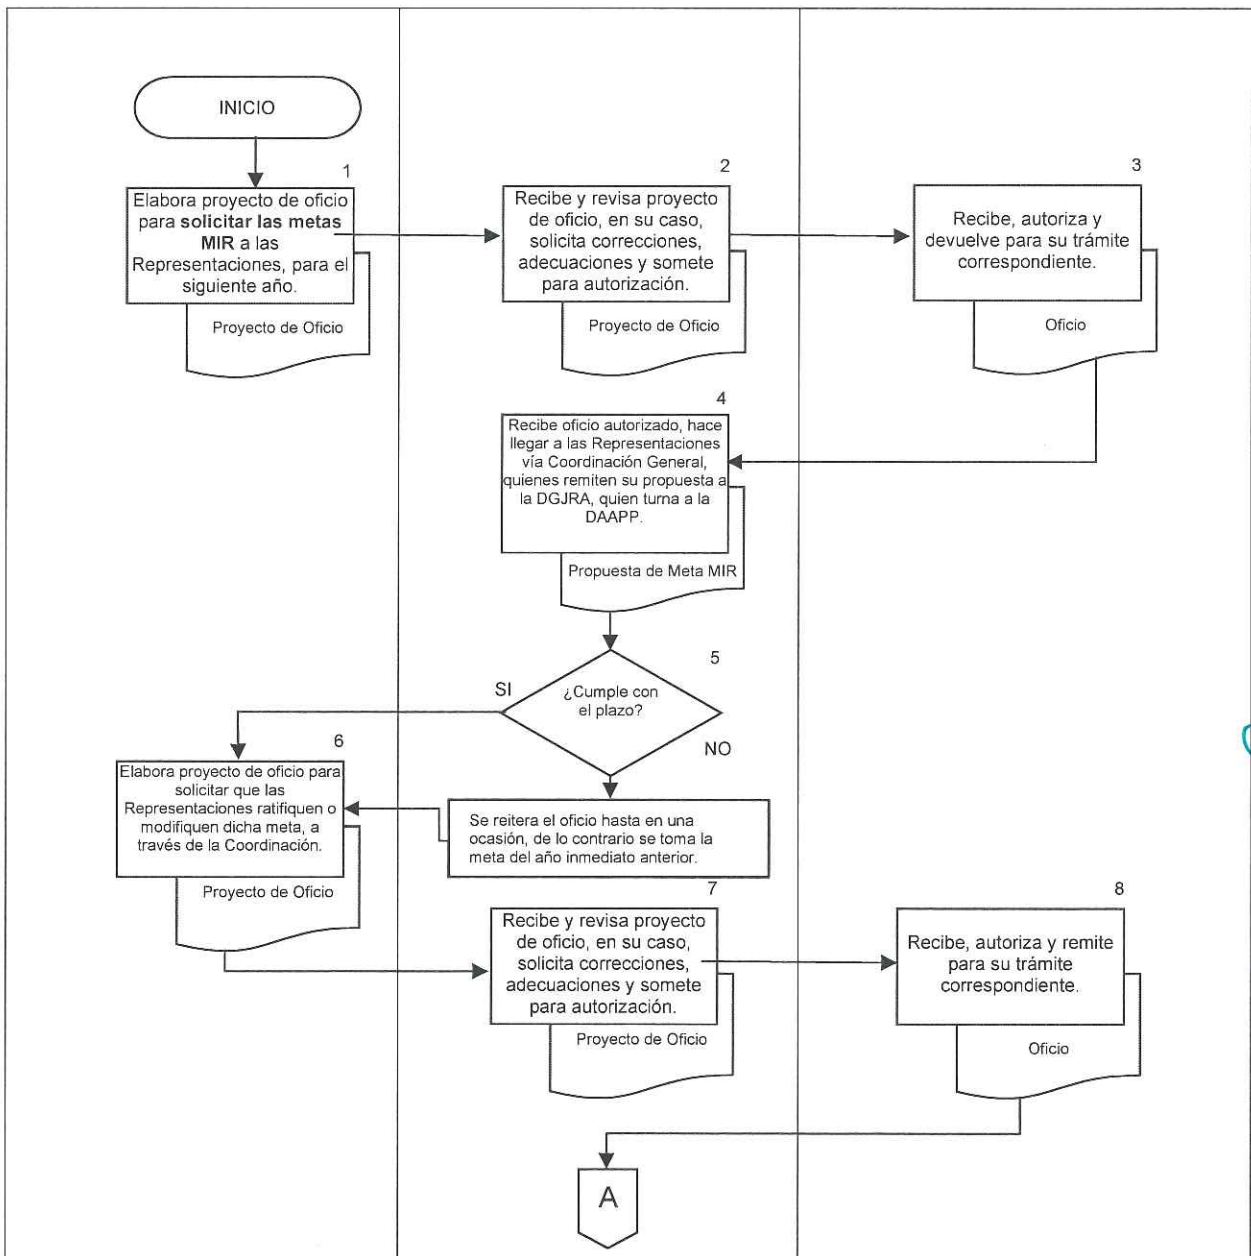 INICIO
1
Elabora proyecto de oficio
para solicitar las metas
MIR a las
Representaciones, para el
siguiente año.
Proyecto de Oficio
2
Recibe y revisa proyecto
de oficio, en su caso,
solicita correcciones,
adecuaciones y somete
para autorización.
Proyecto de Oficio
3
Recibe, autoriza y
devuelve para su trámite
correspondiente.
Oficio
4
Recibe oficio autorizado, hace
llegar a las Representaciones
vía Coordinación General,
quienes remiten su propuesta a
la DGJRA, quien turna a la
DAAPP.
Propuesta de Meta MIR
5
¿Cumple con
el plazo?
SI
NO
Se reitera el oficio hasta en una
ocasión, de lo contrario se toma la
meta del año inmediato anterior.
6
Elabora proyecto de oficio para
solicitar que las
Representaciones ratifiquen o
modifiquen dicha meta, a
través de la Coordinación.
Proyecto de Oficio
7
Recibe y revisa proyecto
de oficio, en su caso,
solicita correcciones,
adecuaciones y somete
para autorización.
Proyecto de Oficio
8
Recibe, autoriza y remite
para su trámite
correspondiente.
Oficio
A